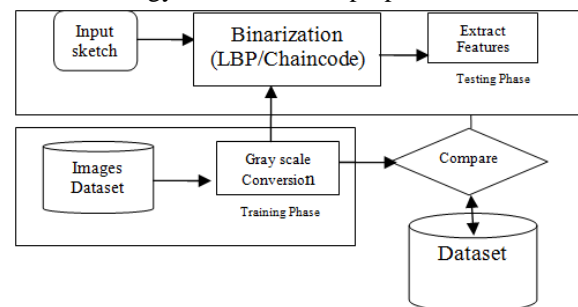 Input
sketch
Binarization
(LBP/Chaincode)
Extract
Features
Testing Phase
Images
Dataset
Gray scale
Conversion
Training Phase
Compare
Dataset